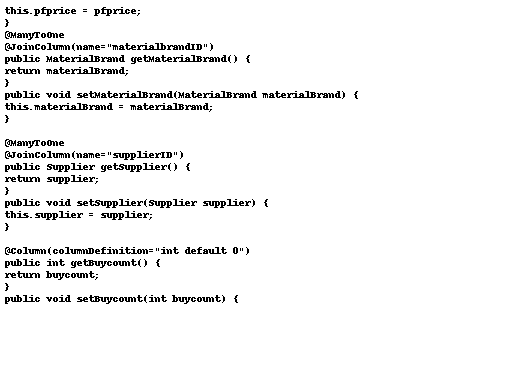 this.pfprice = pfprice;
}
@ManyToOne
@JoinColumn(name="materialbrandID")
public MaterialBrand getMaterialBrand() {
return materialBrand;
}
public void setMaterialBrand(MaterialBrand materialBrand) {
this.materialBrand = materialBrand;
}
@ManyToOne
@JoinColumn(name="supplierID")
public Supplier getSupplier() {
return supplier;
}
public void setSupplier(Supplier supplier) {
this.supplier = supplier;
}
@Column(columnDefinition="int default 0")
public int getBuycount() {
return buycount;
}
public void setBuycount(int buycount) {